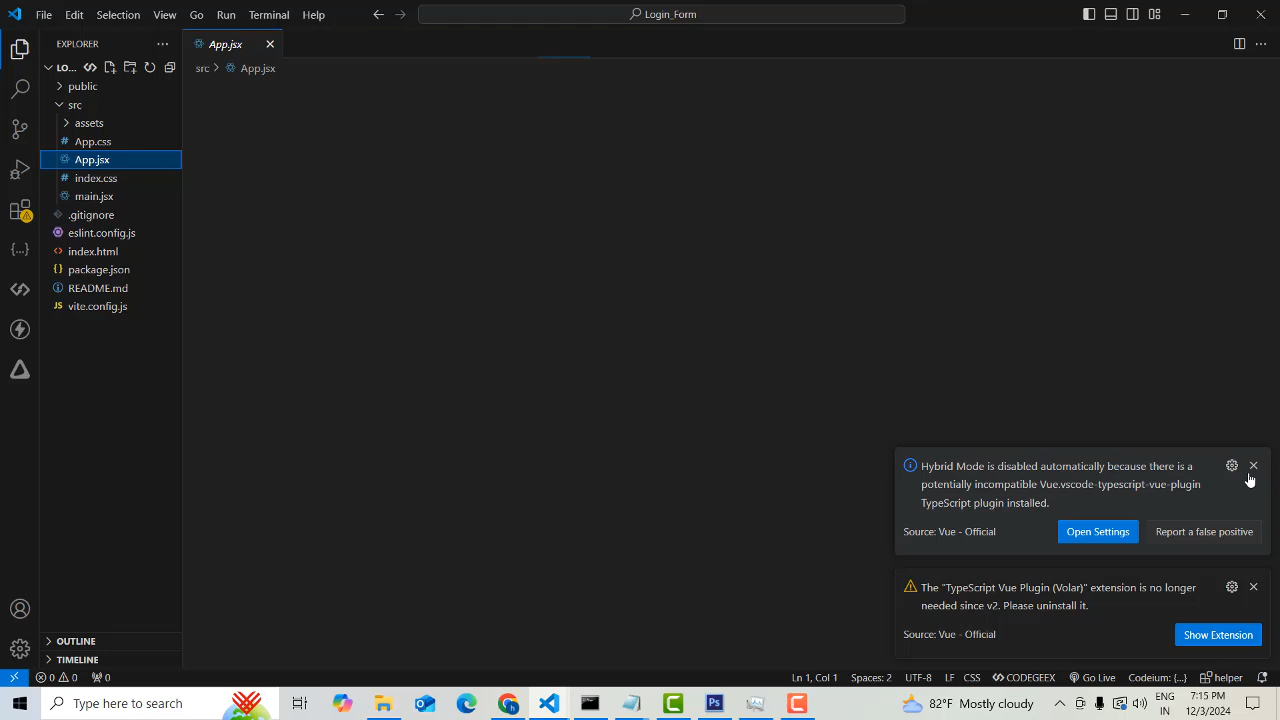 File Edit Selection View Go Run Terminal Help
Login_Form
EXPLORER
App.jsx
LO...
src > App.jsx
public
src
assets
# App.css
App.jsx
# index.css
main.jsx
.gitignore
eslint.config.js
<> index.html
{} package.json
README.md
JS vite.config.js
Hybrid Mode is disabled automatically because there is a
potentially incompatible Vue.vscode-typescript-vue-plugin
TypeScript plugin installed.
Source: Vue - Official
Open Settings
Report a false positive
The "TypeScript Vue Plugin (Volar)" extension is no longer
needed since v2. Please uninstall it.
Source: Vue - Official
Show Extension
OUTLINE
TIMELINE
0 0 0 Ln 1, Col 1 Spaces: 2 UTF-8 LF CSS CODEGEEX Go Live Codeium: {...} helper
Type here to search
Ps
82°F Mostly cloudy
ENG
IN
7:15 PM
12/3/2024